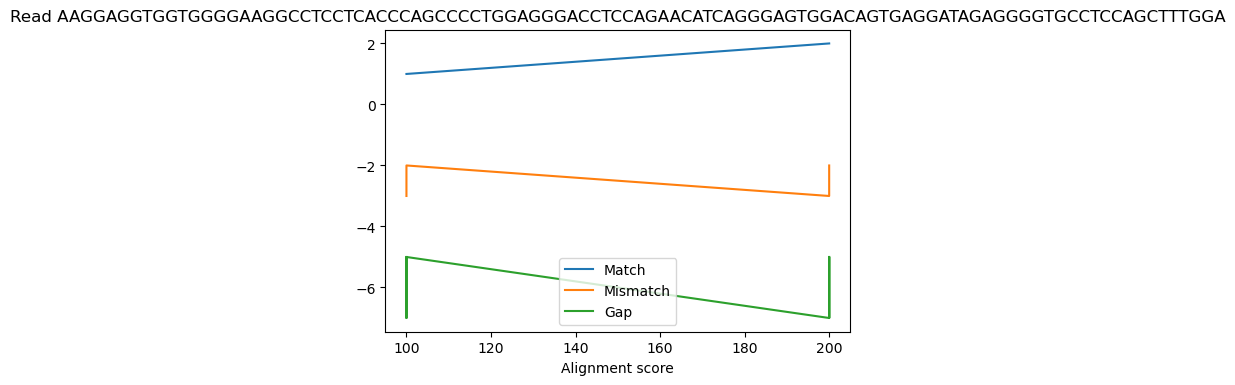 Read AAGGAGGTGGTGGGGAAGGCCTCCTCACCCAGCCCCTGGAGGGACCTCCAGAACATCAGGGAGTGGACAGTGAGGATAGAGGGGTGCCTCCAGCTTTGGA
2
0
−2
−4
−6
Match
Mismatch
Gap
100 120 140 160 180 200
Alignment score